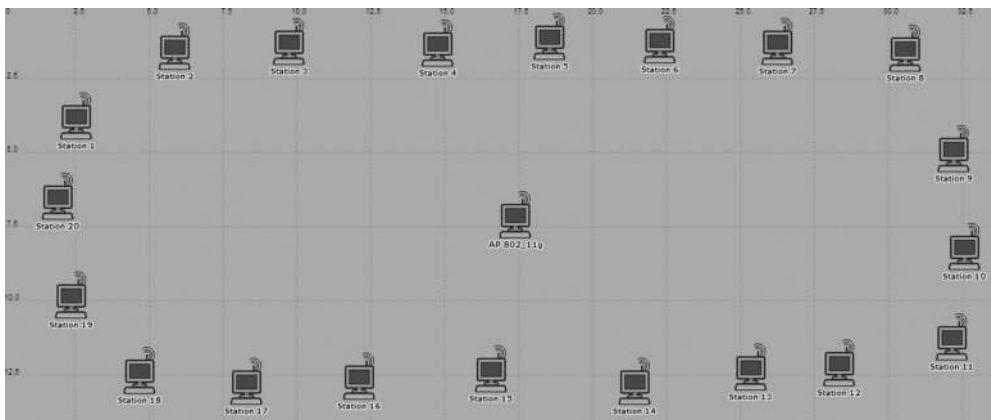 0 2.5 5.0 7.5 10.0 12.5 15.0 17.5 20.0 22.5 25.0 27.5 30.0 32.5
Station 2
Station 3
Station 4
Station 5
Station 6
Station 7
Station 8
2.5
Station 1
5.0
Station 9
Station 20
7.5
AP 802_11g
Station 10
10.0
Station 19
Station 11
12.5
Station 18
Station 17
Station 16
Station 15
Station 14
Station 13
Station 12